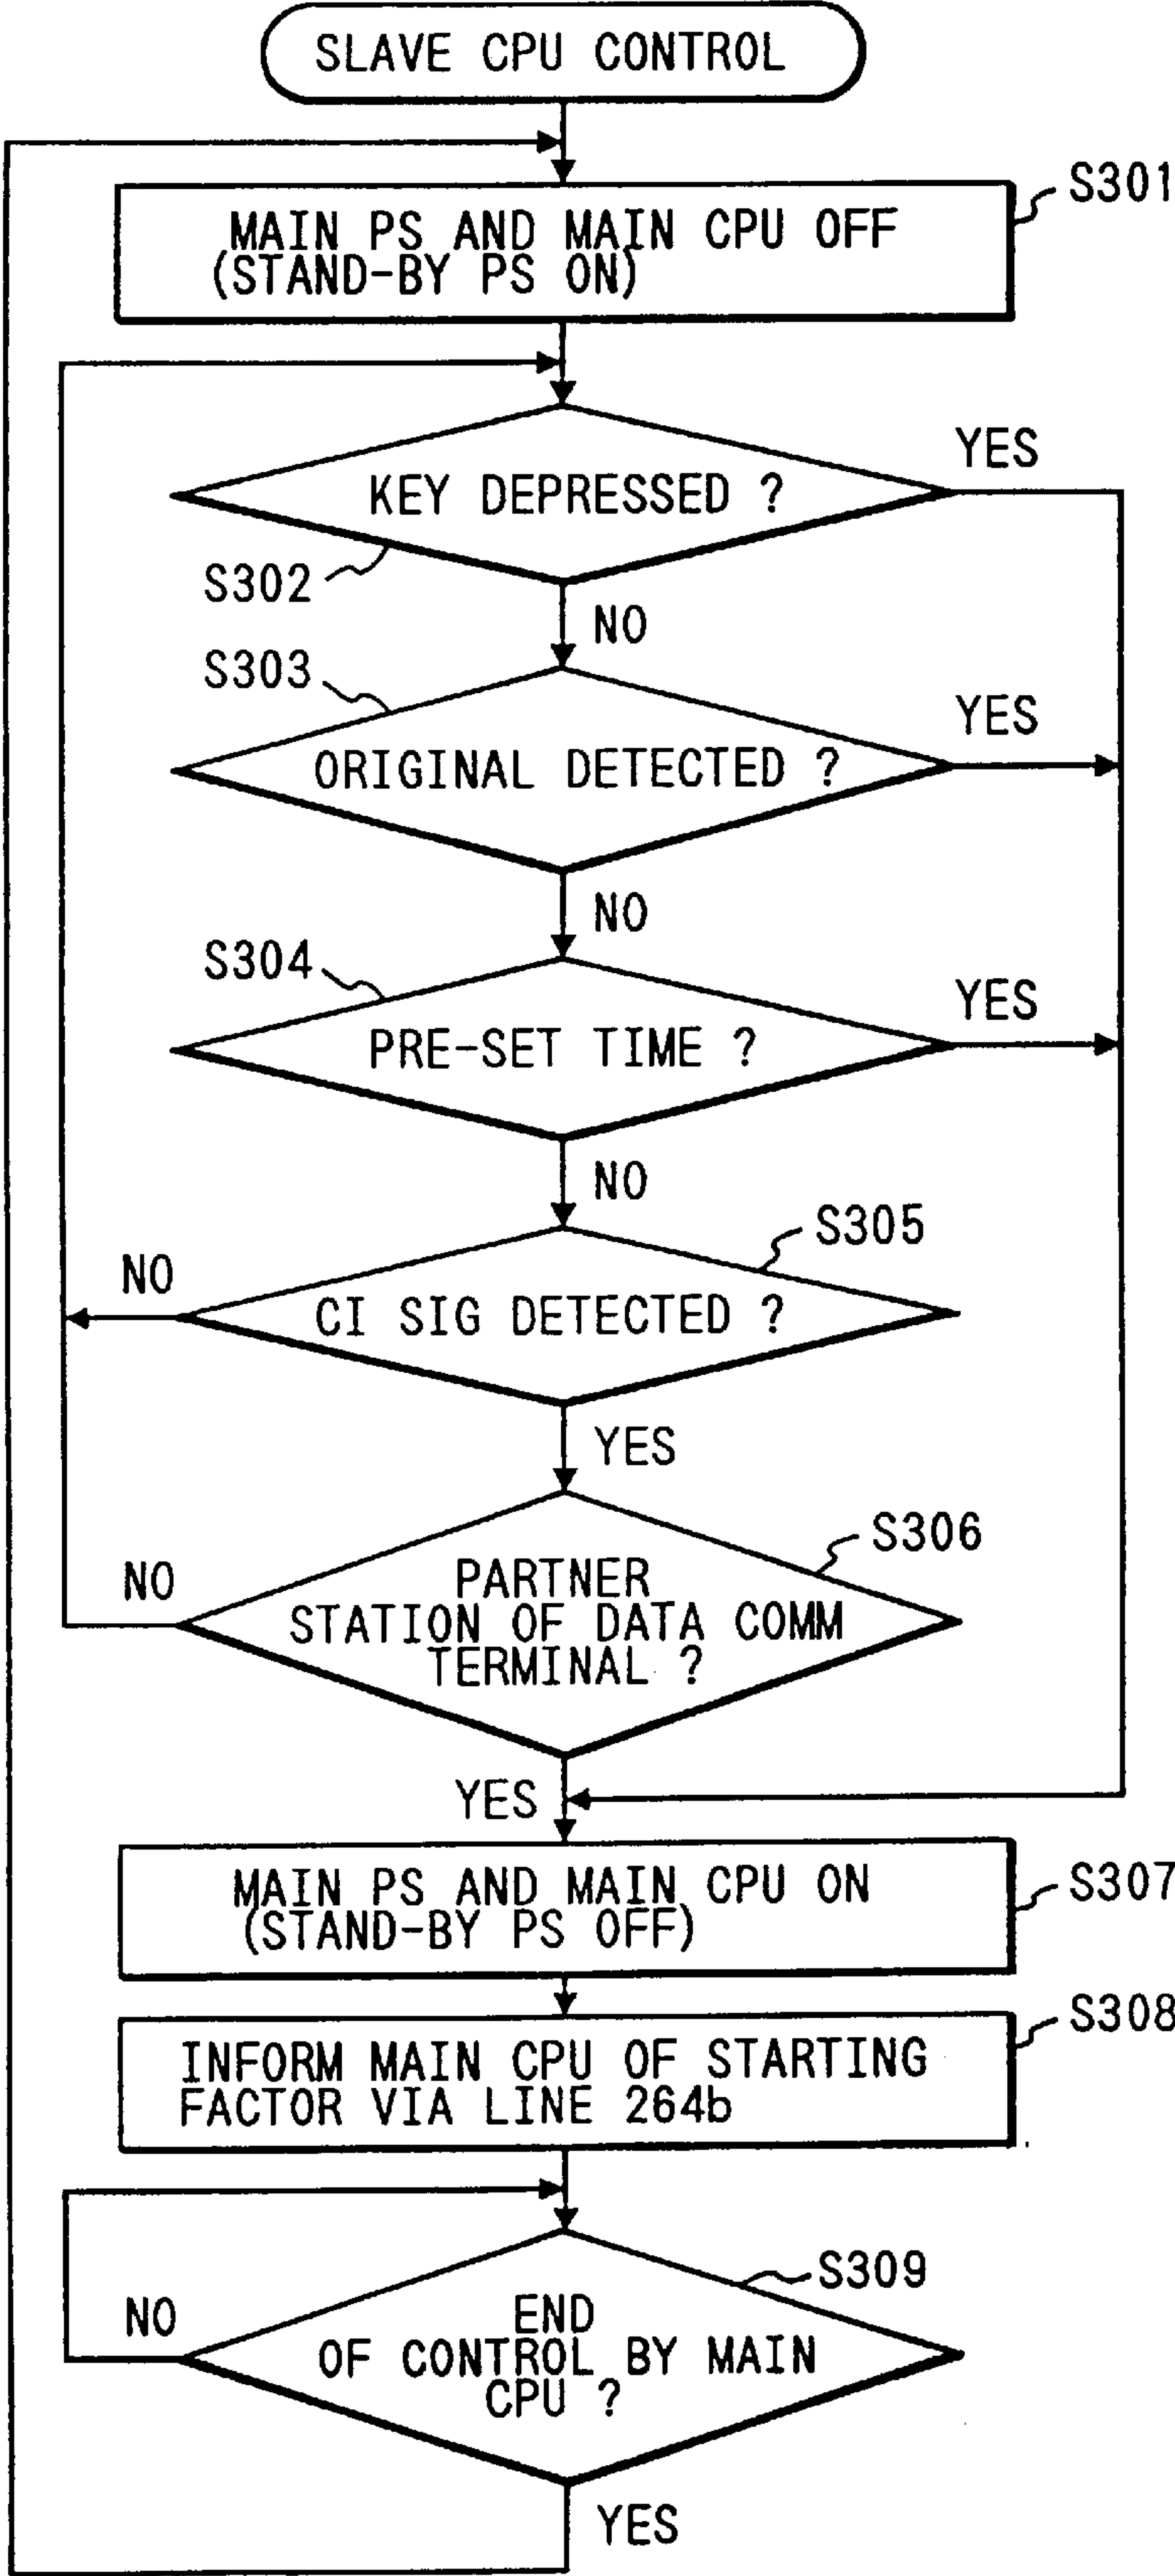 SLAVE CPU CONTROL
S301
MAIN PS AND MAIN CPU OFF
(STAND-BY PS ON)
YES
KEY DEPRESSED ?
S302
NO
S303
YES
ORIGINAL DETECTED ?
NO
S304
YES
PRE-SET TIME ?
NO
S305
NO
CI SIG DETECTED ?
YES
S306
NO
PARTNER
STATION OF DATA COMM
TERMINAL ?
YES
S307
MAIN PS AND MAIN CPU ON
(STAND-BY PS OFF)
S308
INFORM MAIN CPU OF STARTING
FACTOR VIA LINE 264b
S309
NO
END
OF CONTROL BY MAIN
CPU ?
YES